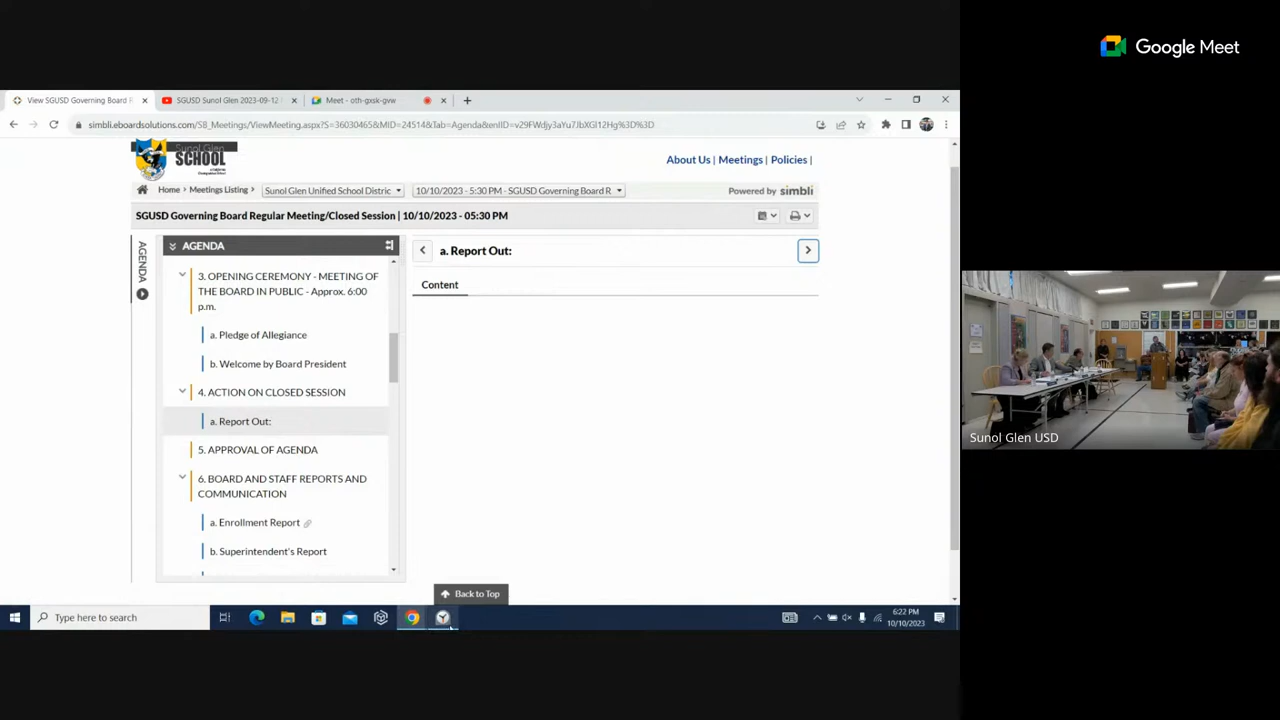 Google Meet
View SGUSD Governing Board R
SGUSD Sunol Glen 2023-09-12
Meet - oth-gxsk-gvw
simbli.eboardsolutions.com/SB_Meetings/ViewMeeting.aspx?S=36030465&MID=24514&Tab=Agenda&enIID=v29FWdjy3aYu7JbXGl12Hg%3D%3D
Sunol Glen
SCHOOL
About Us | Meetings | Policies |
Home > Meetings Listing >
Sunol Glen Unified School Distric
10/10/2023 - 5:30 PM - SGUSD Governing Board R
Powered by simbli
SGUSD Governing Board Regular Meeting/Closed Session | 10/10/2023 - 05:30 PM
AGENDA
AGENDA
3. OPENING CEREMONY - MEETING OF
THE BOARD IN PUBLIC - Approx. 6:00
p.m.
a. Pledge of Allegiance
b. Welcome by Board President
4. ACTION ON CLOSED SESSION
a. Report Out:
5. APPROVAL OF AGENDA
6. BOARD AND STAFF REPORTS AND
COMMUNICATION
a. Enrollment Report
b. Superintendent's Report
a. Report Out:
Content
Back to Top
Sunol Glen USD
Type here to search
6:22 PM
10/10/2023